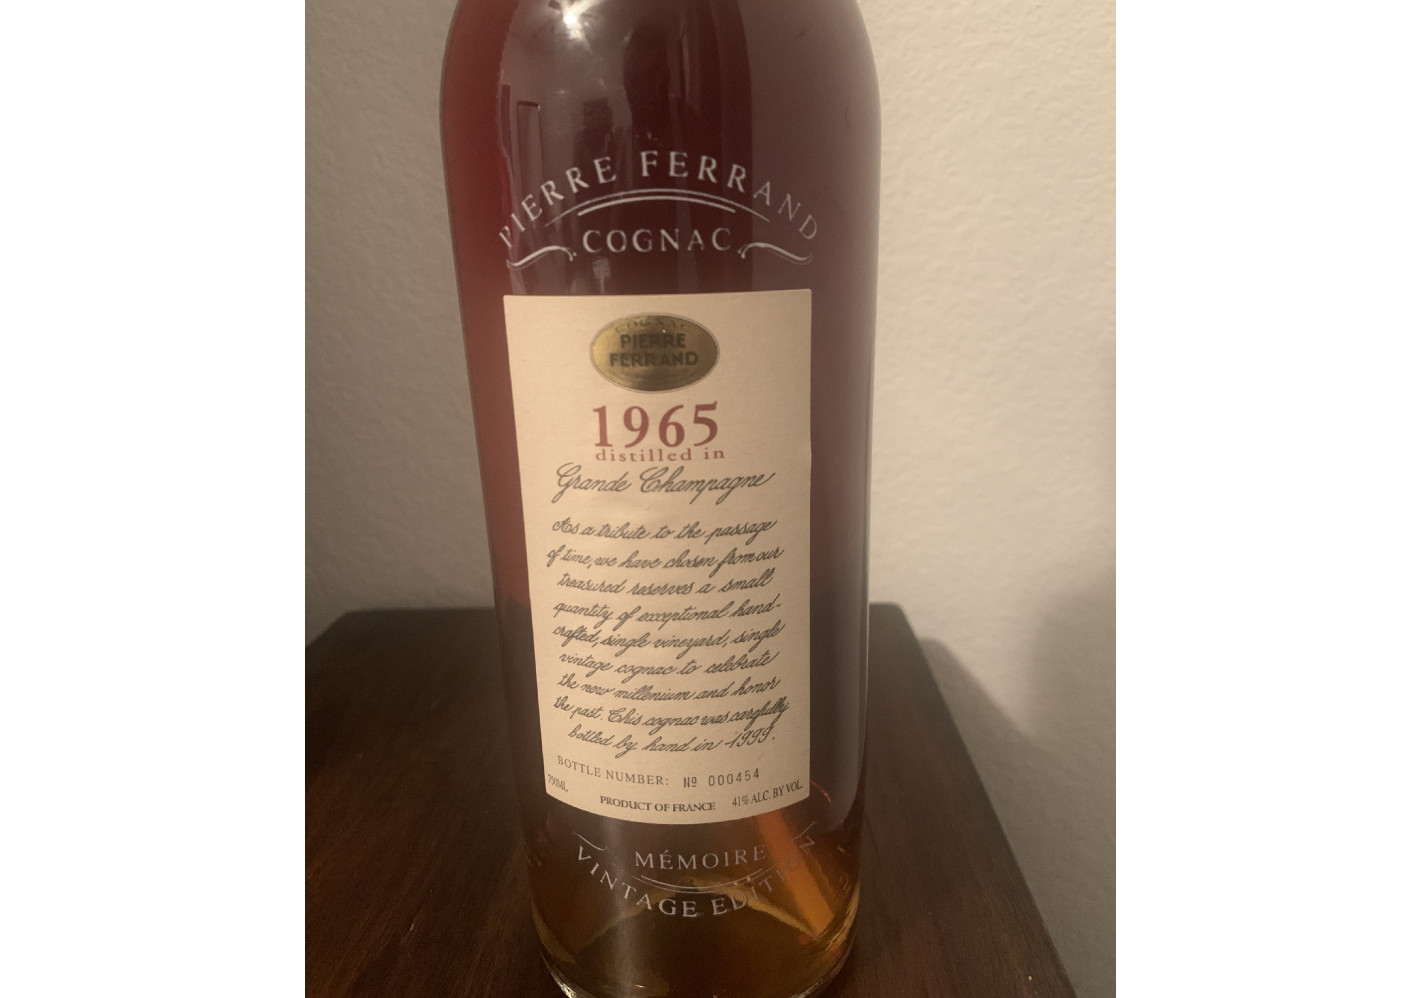 PIERRE FERRAND
COGNAC
COGNAC
PIERRE
FERRAND
1965
distilled in
Grande Champagne
As a tribute to the passage
of time, we have chosen from our
treasured reserves a small
quantity of exceptional hand-
crafted, single vineyard, single
vintage cognac to celebrate
the new millenium and honor
the past. This cognac was carefully
bottled by hand in 1999.
BOTTLE NUMBER: Nº 000454
750ML. PRODUCT OF FRANCE 41% ALC. BY VOL.
MÉMOIRE
VINTAGE EDITION